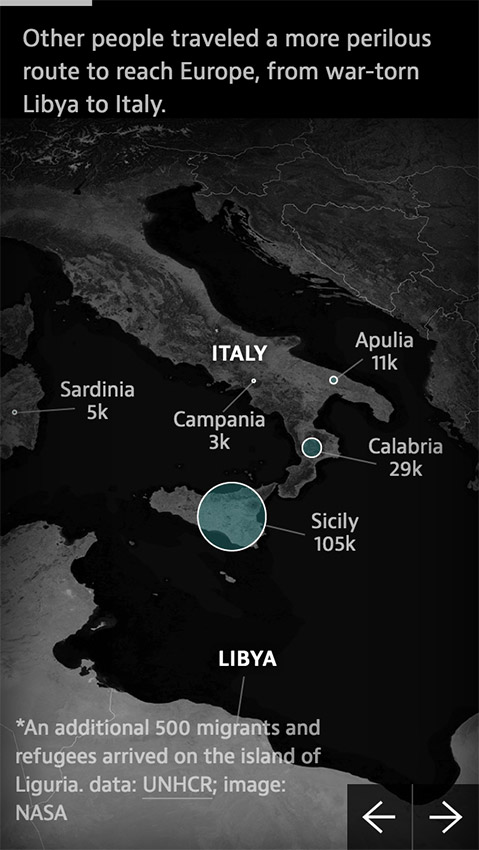 Other people traveled a more perilous
route to reach Europe, from war-torn
Libya to Italy.
ITALY
Apulia
11k
Sardinia
5k
Campania
3k
Calabria
29k
Sicily
105k
LIBYA
*An additional 500 migrants and
refugees arrived on the island of
Liguria. data: UNHCR; image:
NASA